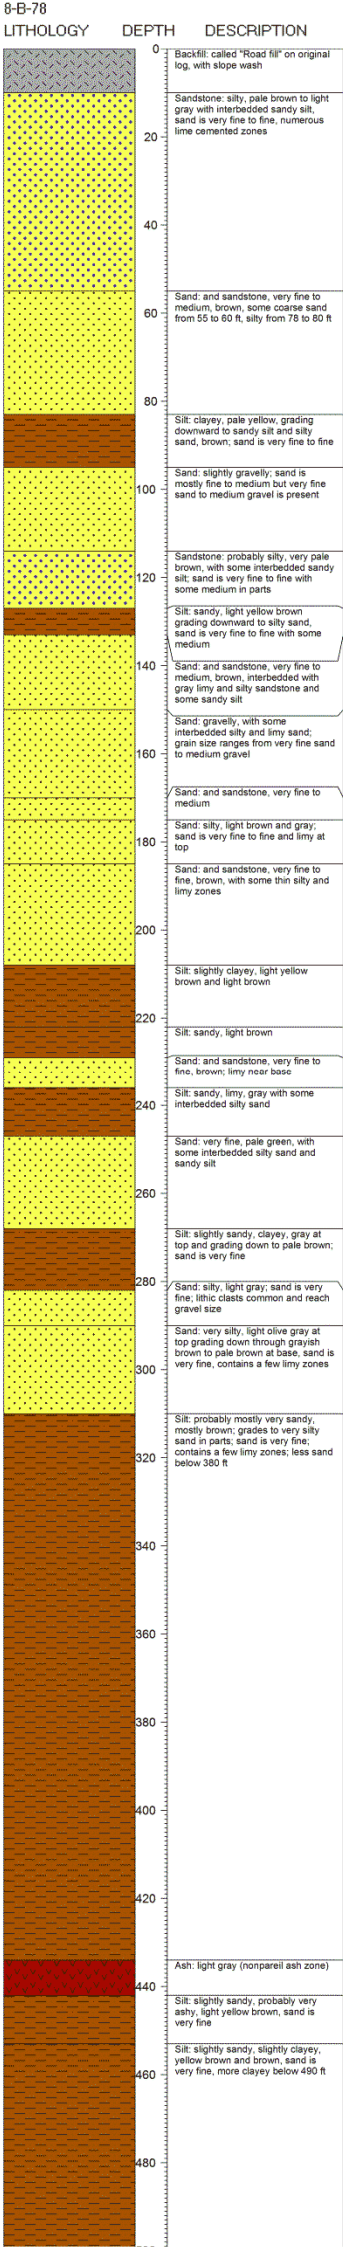 8-B-78
LITHOLOGY DEPTH DESCRIPTION
0
Backfill: called "Road fill" on original
log, with slope wash
Sandstone: silty, pale brown to light
gray with interbedded sandy silt,
sand is very fine to fine, numerous
lime cemented zones
20
40
Sand: and sandstone, very fine to
medium, brown, some coarse sand
from 55 to 60 ft, silty from 78 to 80 ft
60
80
Silt: clayey, pale yellow, grading
downward to sandy silt and silty
sand, brown; sand is very fine to fine
Sand: slightly gravelly; sand is
mostly fine to medium but very fine
sand to medium gravel is present
100
Sandstone: probably silty, very pale
brown, with some interbedded sandy
silt; sand is very fine to fine with
some medium in parts
120
Silt: sandy, light yellow brown
grading downward to silty sand,
sand is very fine to fine with some
medium
140
Sand: and sandstone, very fine to
medium, brown, interbedded with
gray limy and silty sandstone and
some sandy silt
Sand: gravelly, with some
interbedded silty and limy sand;
grain size ranges from very fine sand
to medium gravel
160
Sand: and sandstone, very fine to
medium
Sand: silty, light brown and gray;
sand is very fine to fine and limy at
top
180
Sand: and sandstone, very fine to
fine, brown, with some thin silty and
limy zones
200
Silt: slightly clayey, light yellow
brown and light brown
220
Silt: sandy, light brown
Sand: and sandstone, very fine to
fine, brown; limy near base
Silt: sandy, limy, gray with some
interbedded silty sand
240
Sand: very fine, pale green, with
some interbedded silty sand and
sandy silt
260
Silt: slightly sandy, clayey, gray at
top and grading down to pale brown;
sand is very fine
280
Sand: silty, light gray; sand is very
fine; lithic clasts common and reach
gravel size
Sand: very silty, light olive gray at
top grading down through grayish
brown to pale brown at base, sand is
very fine, contains a few limy zones
300
Silt: probably mostly very sandy,
mostly brown; grades to very silty
sand in parts; sand is very fine;
contains a few limy zones; less sand
below 380 ft
320
340
360
380
400
420
Ash: light gray (nonpareil ash zone)
440
Silt: slightly sandy, probably very
ashy, light yellow brown, sand is
very fine
Silt: slightly sandy, slightly clayey,
yellow brown and brown, sand is
very fine, more clayey below 490 ft
460
480